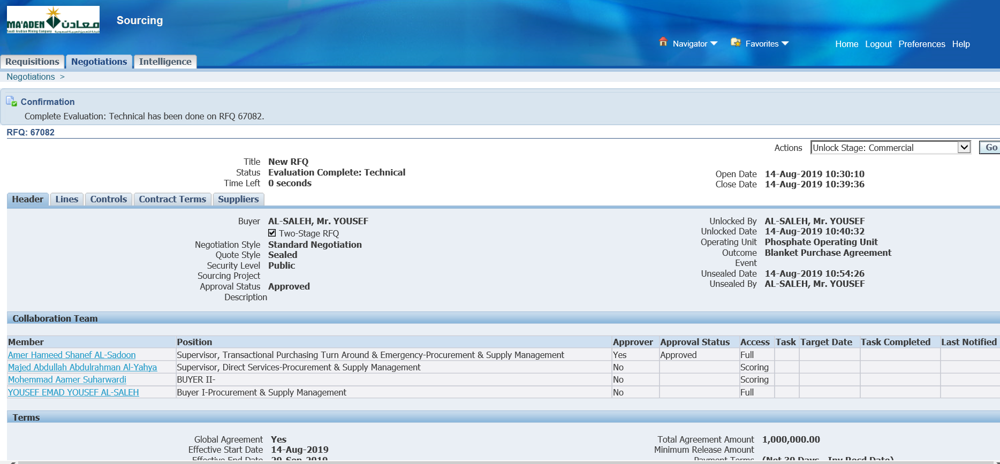 MA'ADEN معادن
Saudi Arabian Mining Company شركة التعدين العربية السعودية
Sourcing
Navigator Favorites Home Logout Preferences Help
Requisitions Negotiations Intelligence
Negotiations >
Confirmation
Complete Evaluation: Technical has been done on RFQ 67082.
RFQ: 67082
Actions Unlock Stage: Commercial Go
Title New RFQ
Status Evaluation Complete: Technical
Time Left 0 seconds
Open Date 14-Aug-2019 10:30:10
Close Date 14-Aug-2019 10:39:36
Header Lines Controls Contract Terms Suppliers
Buyer AL-SALEH, Mr. YOUSEF
Two-Stage RFQ
Negotiation Style Standard Negotiation
Quote Style Sealed
Security Level Public
Sourcing Project
Approval Status Approved
Description
Unlocked By AL-SALEH, Mr. YOUSEF
Unlocked Date 14-Aug-2019 10:40:32
Operating Unit Phosphate Operating Unit
Outcome Blanket Purchase Agreement
Event
Unsealed Date 14-Aug-2019 10:54:26
Unsealed By AL-SALEH, Mr. YOUSEF
Collaboration Team
Member Position Approver Approval Status Access Task Target Date Task Completed Last Notified
Amer Hameed Shanef AL-Sadoon Supervisor, Transactional Purchasing Turn Around & Emergency-Procurement & Supply Management Yes Approved Full
Majed Abdullah Abdulrahman Al-Yahya Supervisor, Direct Services-Procurement & Supply Management No Scoring
Mohemmad Aamer Suharwardi BUYER II- No Scoring
YOUSEF EMAD YOUSEF AL-SALEH Buyer I-Procurement & Supply Management No Full
Terms
Global Agreement Yes
Effective Start Date 14-Aug-2019
Effective End Date 20-Sep-2019
Total Agreement Amount 1,000,000.00
Minimum Release Amount
Payment Terms (Net 30 Days - Inv Recd Date)